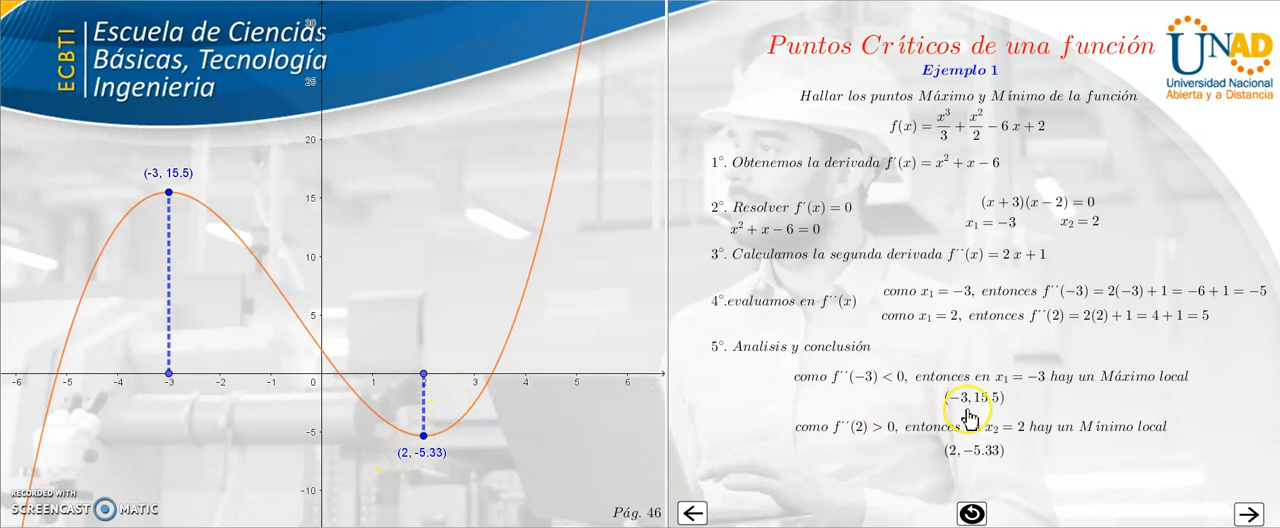 ECBTI
Escuela de Ciencias
Básicas, Tecnología
Ingenieria
30
25
20
15
10
5
0
-5
-10
-6 -5 -4 -3 -2 -1 1 2 3 4 5 6
(-3, 15.5)
(2, -5.33)
RECORDED WITH
SCREENCAST MATIC
Pág. 46
Puntos Críticos de una función
Ejemplo 1
UNAD
Universidad Nacional
Abierta y a Distancia
Hallar los puntos Máximo y Mínimo de la función
f(x) = x³/3 + x²/2 − 6 x + 2
1°. Obtenemos la derivada f´(x) = x² + x − 6
2°. Resolver f´(x) = 0
x² + x − 6 = 0
(x + 3)(x − 2) = 0
x₁ = −3 x₂ = 2
3°. Calculamos la segunda derivada f´´(x) = 2 x + 1
4°.evaluamos en f´´(x)
como x₁ = −3, entonces f´´(−3) = 2(−3) + 1 = −6 + 1 = −5
como x₁ = 2, entonces f´´(2) = 2(2) + 1 = 4 + 1 = 5
5°. Analisis y conclusión
como f´´(−3) < 0, entonces en x₁ = −3 hay un Máximo local
(−3, 15.5)
como f´´(2) > 0, entonces x₂ = 2 hay un Mínimo local
(2, −5.33)